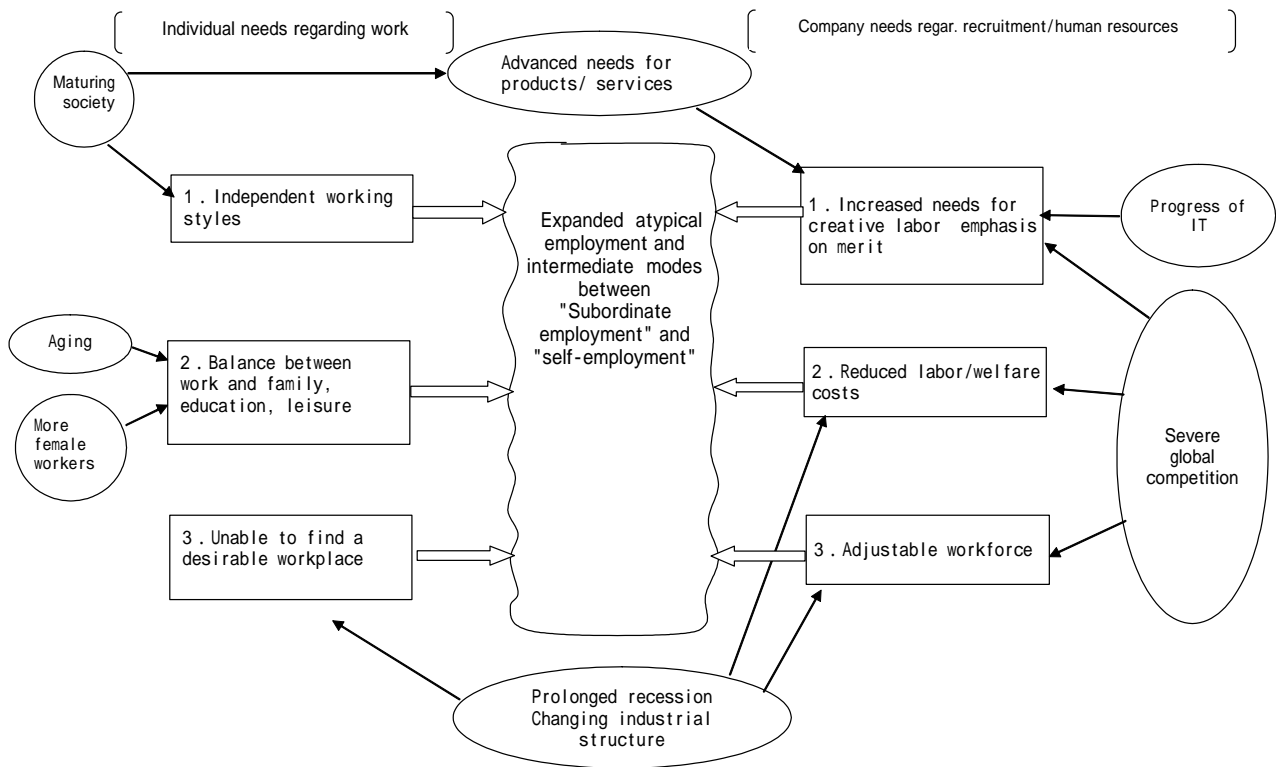 Individual needs regarding work
Company needs regar. recruitment/human resources
Maturing
society
Advanced needs for
products/ services
1. Independent working
styles
Expanded atypical
employment and
intermediate modes
between
"Subordinate
employment" and
"self-employment"
1. Increased needs for
creative labor emphasis
on merit
Progress of
IT
Aging
2. Balance between
work and family,
education, leisure
2. Reduced labor/welfare
costs
More
female
workers
Severe
global
competition
3. Unable to find a
desirable workplace
3. Adjustable workforce
Prolonged recession
Changing industrial
structure